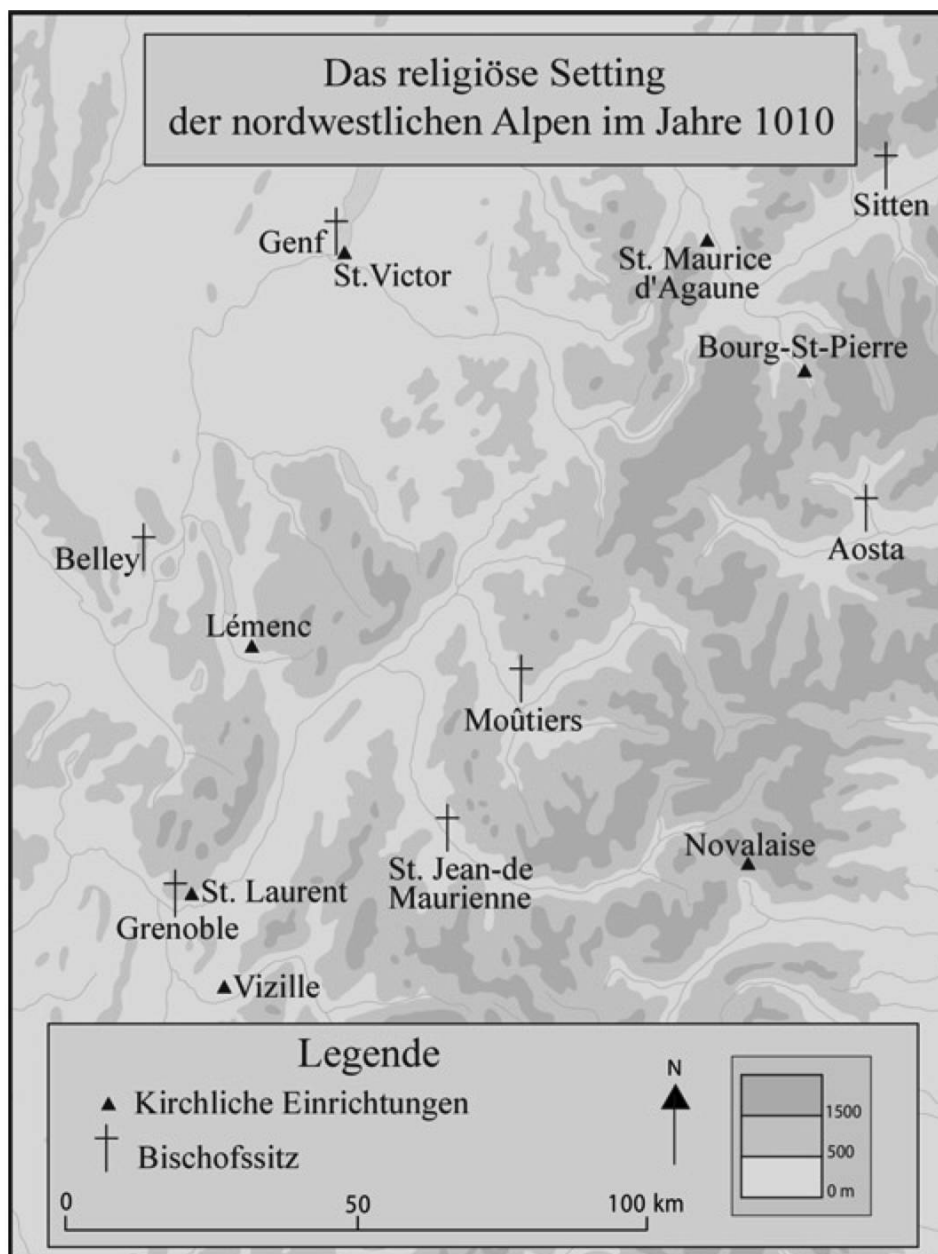 Das religiöse Setting
der nordwestlichen Alpen im Jahre 1010
Sitten
Genf
St.Victor
St. Maurice
d'Agaune
Bourg-St-Pierre
Belley
Aosta
Lémenc
Moûtiers
St. Jean-de
Maurienne
Novalaise
St. Laurent
Grenoble
Vizille
Legende
Kirchliche Einrichtungen
Bischofssitz
N
1500
500
0 m
0
50
100 km